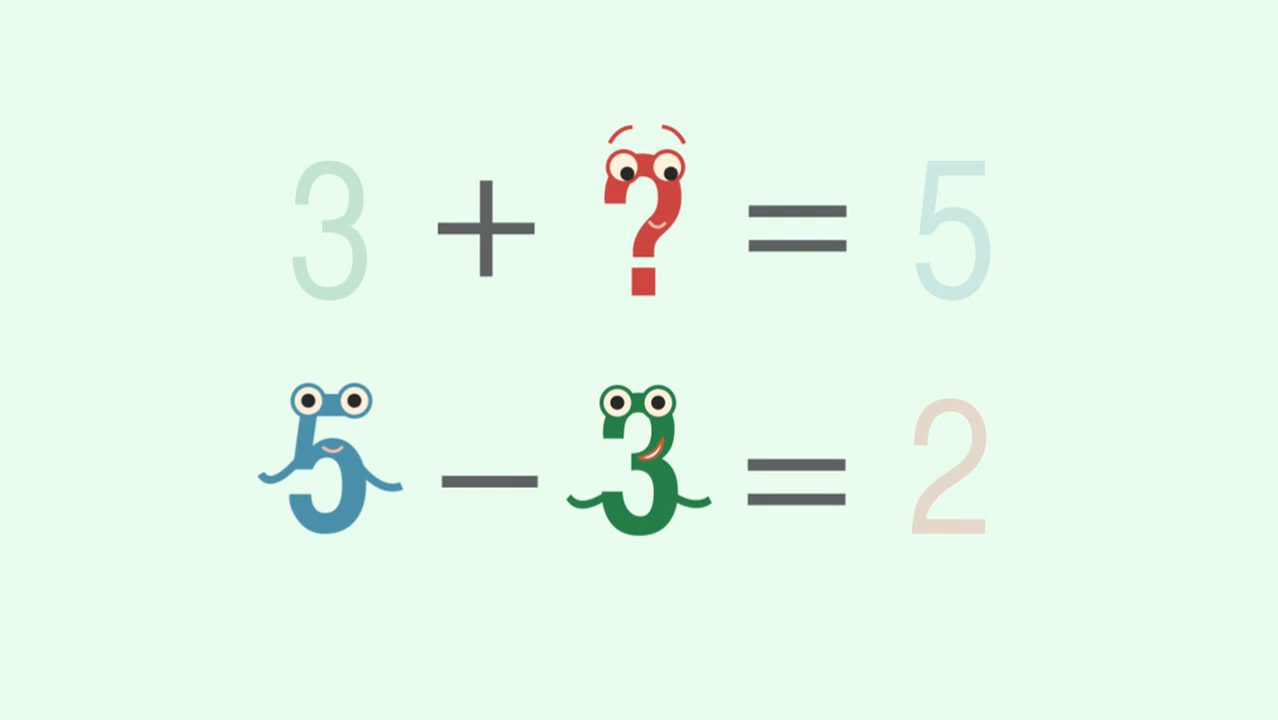 3 + ? = 5
5 − 3 = 2